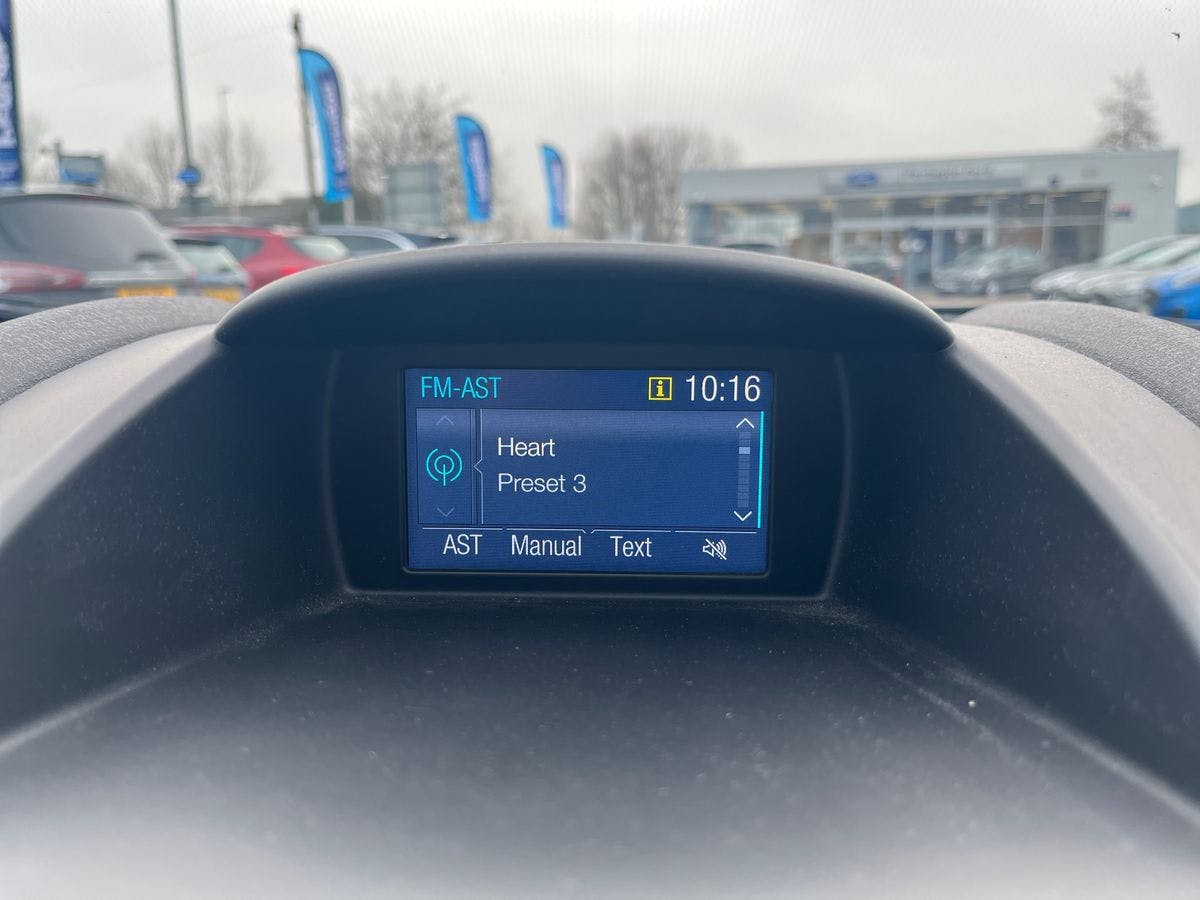 FM-AST
i 10:16
Heart
Preset 3
AST Manual Text